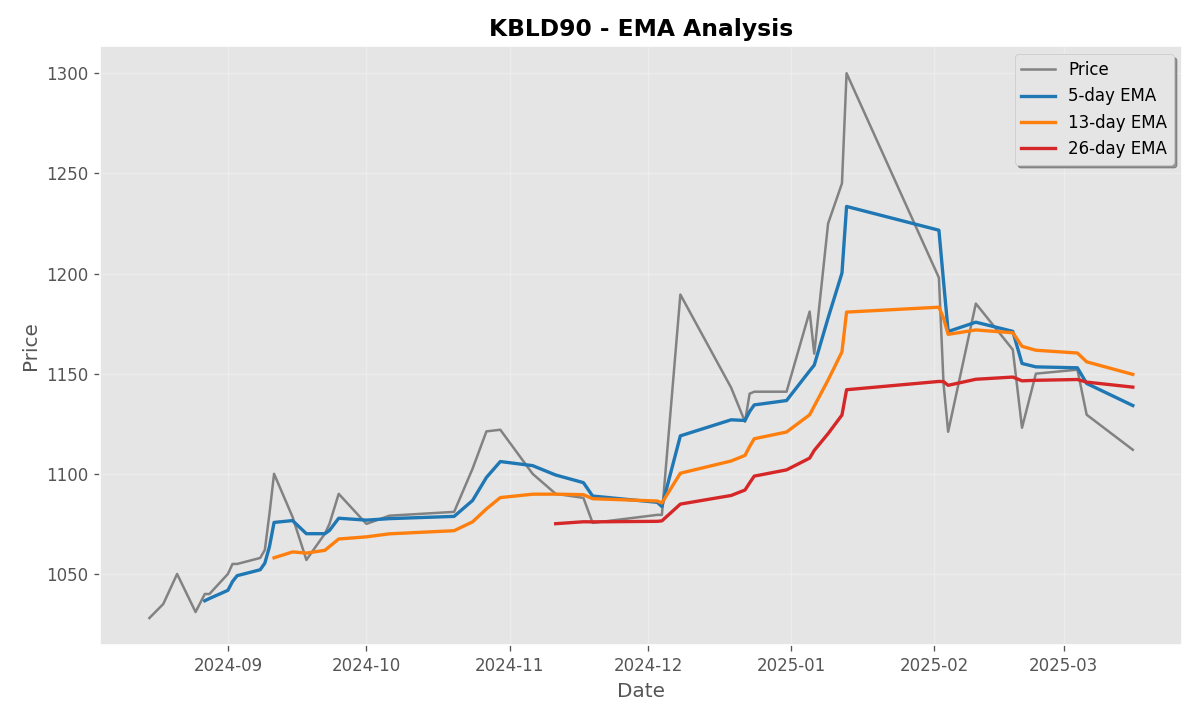 KBLD90 - EMA Analysis
Price
5-day EMA
13-day EMA
26-day EMA
1300
1250
1200
1150
1100
1050
Price
2024-09 2024-10 2024-11 2024-12 2025-01 2025-02 2025-03
Date